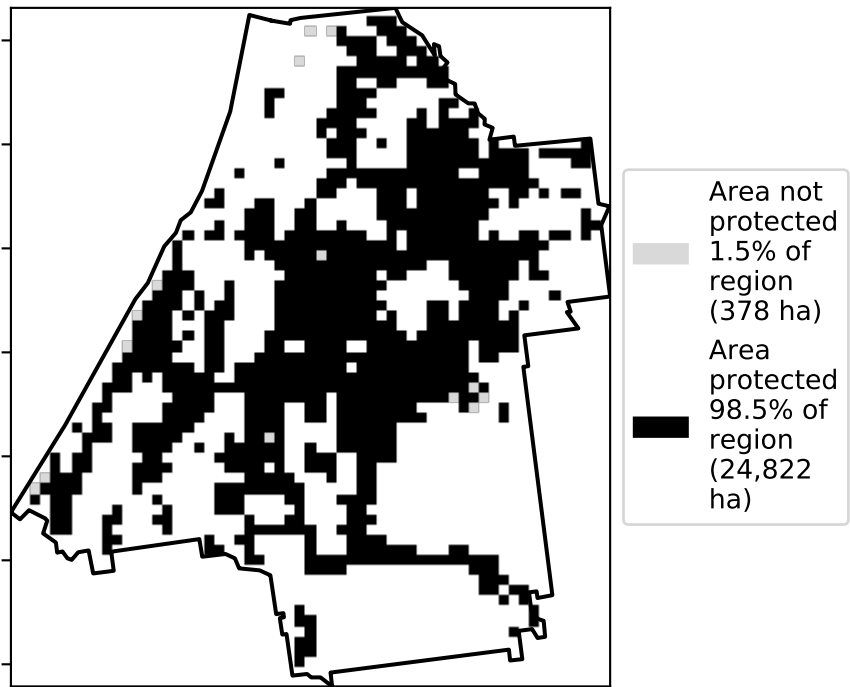 Area not
protected
1.5% of
region
(378 ha)
Area
protected
98.5% of
region
(24,822
ha)